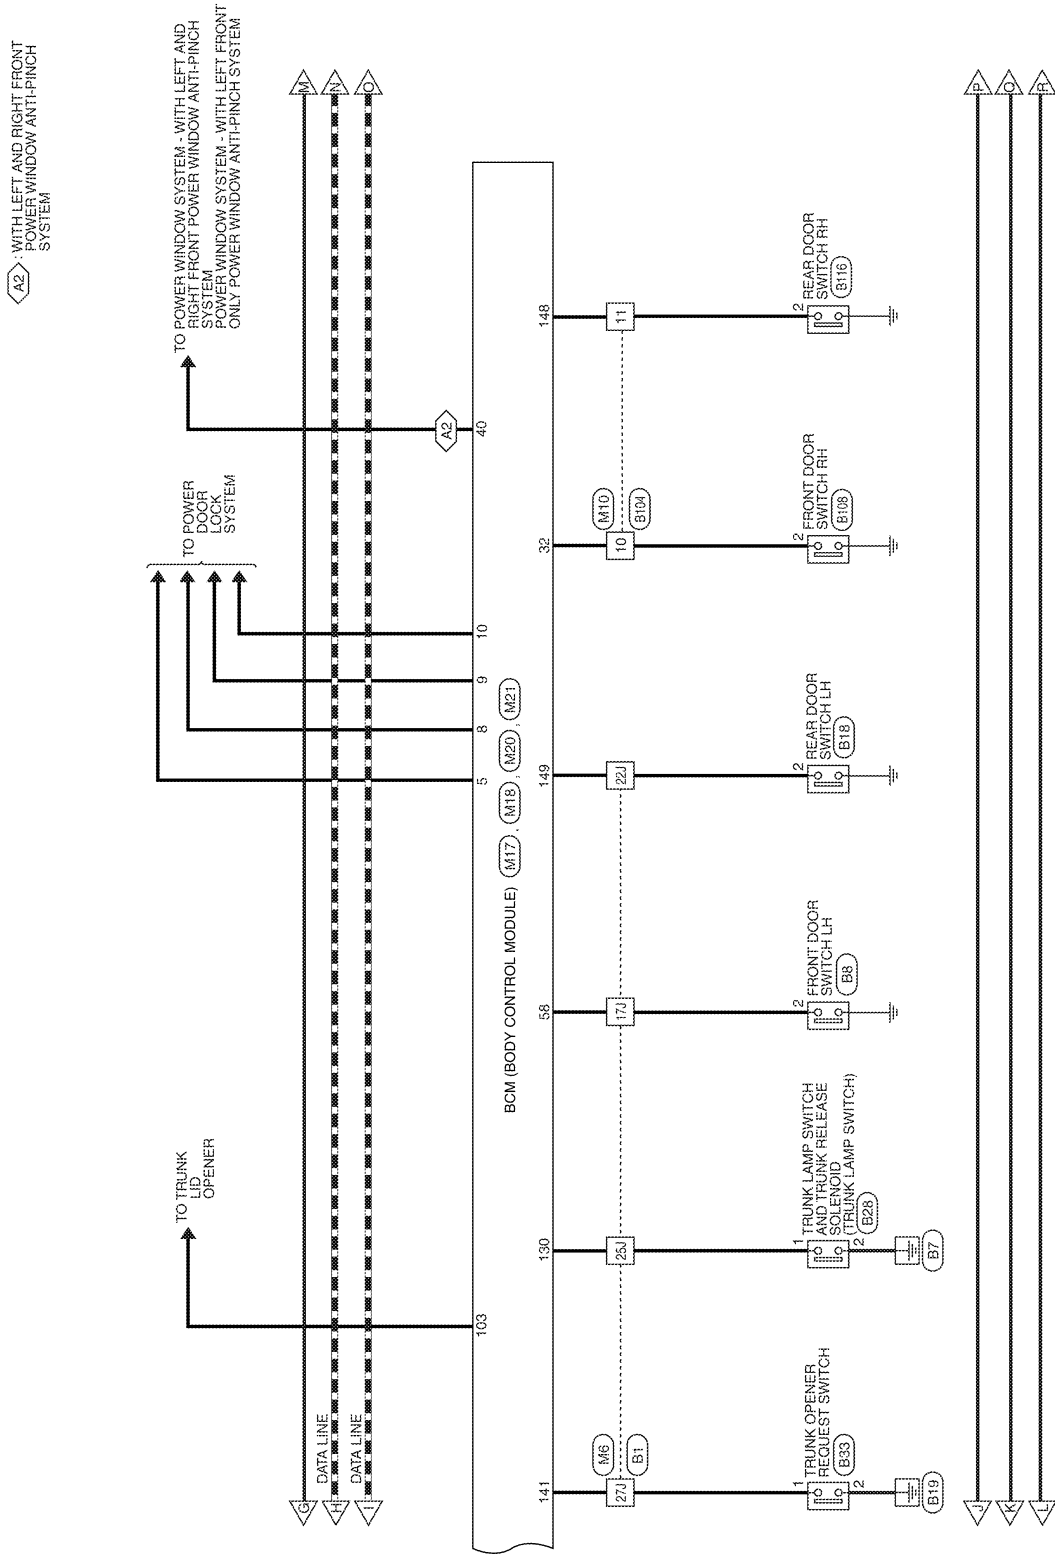 A2 : WITH LEFT AND RIGHT FRONT
POWER WINDOW ANTI-PINCH
SYSTEM
TO TRUNK
LID
OPENER
TO POWER
DOOR
LOCK
SYSTEM
TO POWER WINDOW SYSTEM - WITH LEFT AND
RIGHT FRONT POWER WINDOW ANTI-PINCH
SYSTEM
POWER WINDOW SYSTEM - WITH LEFT FRONT
ONLY POWER WINDOW ANTI-PINCH SYSTEM
G M
H DATA LINE N
I DATA LINE O
A2
103 5 8 9 10 40
BCM (BODY CONTROL MODULE) M17 , M18 , M20 , M21
141 130 58 149 32 148
M6 M10
27J 25J 17J 22J 10 11
B1 B104
1 TRUNK OPENER
REQUEST SWITCH
B33
2
B19
1 TRUNK LAMP SWITCH
AND TRUNK RELEASE
SOLENOID
(TRUNK LAMP SWITCH)
B28
2
B7
2 FRONT DOOR
SWITCH LH
B8
2 REAR DOOR
SWITCH LH
B18
2 FRONT DOOR
SWITCH RH
B108
2 REAR DOOR
SWITCH RH
B116
J P
K Q
L R